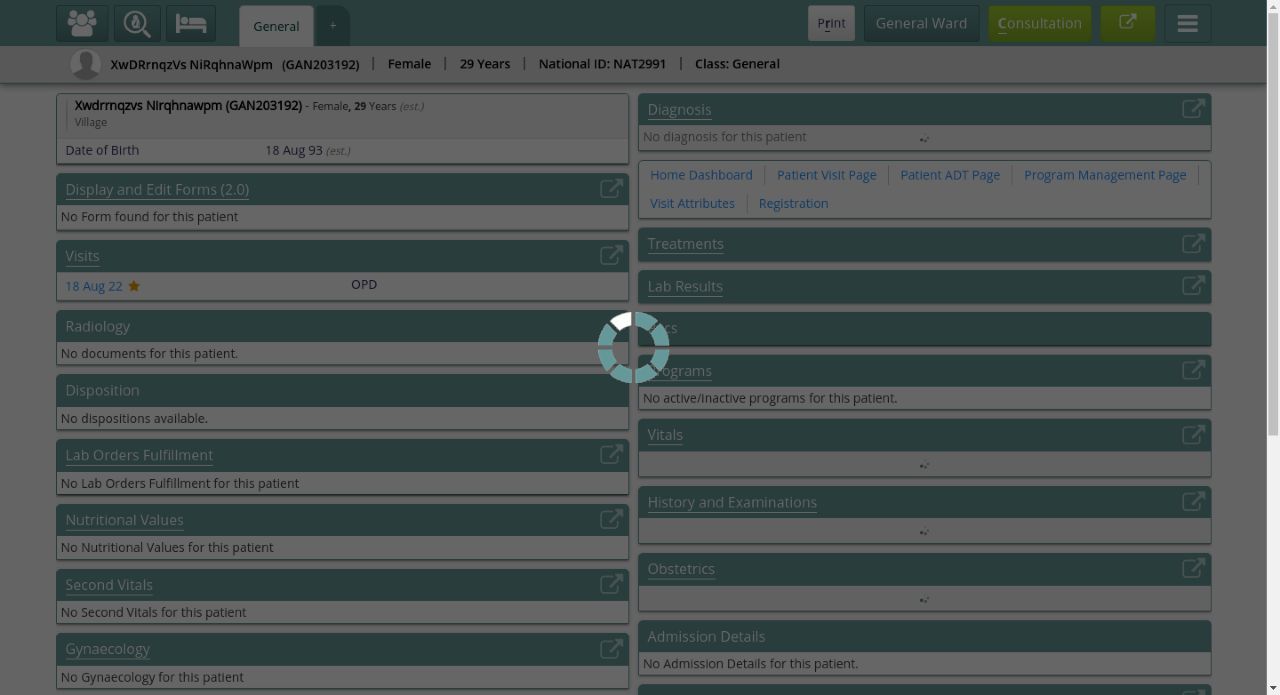 General
+
Print
General Ward
Consultation
XwDRrnqzVs NiRqhnaWpm (GAN203192) | Female | 29 Years | National ID: NAT2991 | Class: General
Xwdrrnqzvs Nirqhnawpm (GAN203192) - Female, 29 Years (est.)
Village
Date of Birth 18 Aug 93 (est.)
Display and Edit Forms (2.0)
No Form found for this patient
Visits
18 Aug 22 OPD
Radiology
No documents for this patient.
Disposition
No dispositions available.
Lab Orders Fulfillment
No Lab Orders Fulfillment for this patient
Nutritional Values
No Nutritional Values for this patient
Second Vitals
No Second Vitals for this patient
Gynaecology
No Gynaecology for this patient
Diagnosis
No diagnosis for this patient
Home Dashboard | Patient Visit Page | Patient ADT Page | Program Management Page |
Visit Attributes | Registration
Treatments
Lab Results
Programs
No active/inactive programs for this patient.
Vitals
History and Examinations
Obstetrics
Admission Details
No Admission Details for this patient.